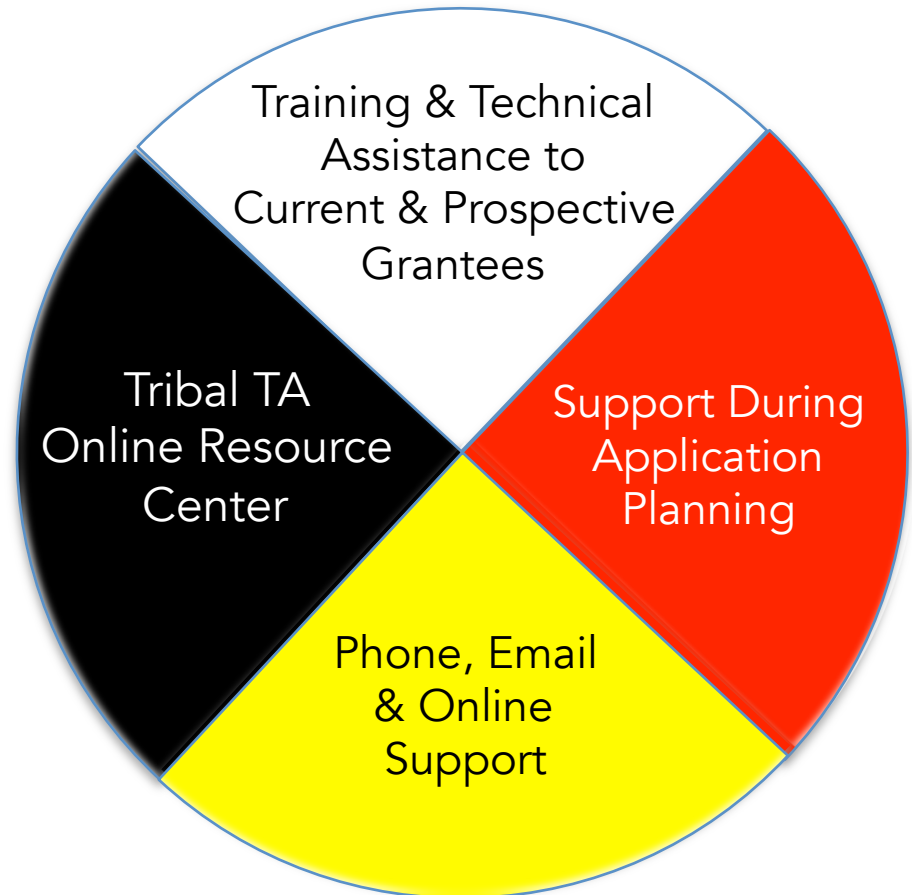 Training & Technical
Assistance to
Current & Prospective
Grantees
Tribal TA
Online Resource
Center
Support During
Application
Planning
Phone, Email
& Online
Support